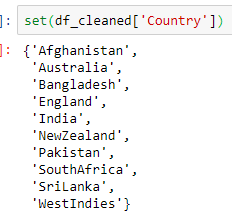 ]: set(df_cleaned['Country'])
]: {'Afghanistan',
'Australia',
'Bangladesh',
'England',
'India',
'NewZealand',
'Pakistan',
'SouthAfrica',
'SriLanka',
'WestIndies'}